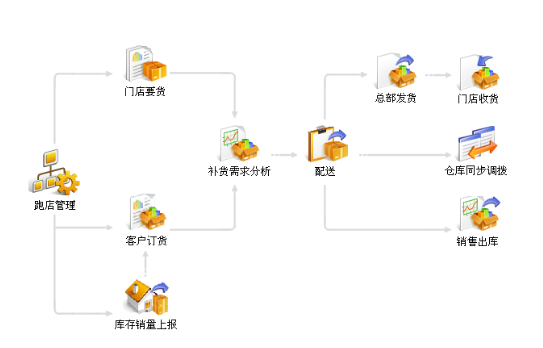 门店要货
总部发货
门店收货
补货需求分析
配送
仓库同步调拨
跑店管理
客户订货
销售出库
库存销量上报